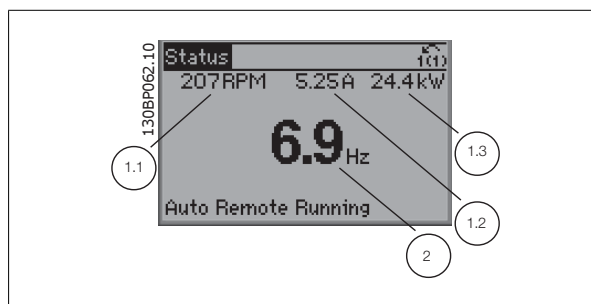 130BP062.10
Status
1(1)
207RPM 5.25A 24.4kW
6.9Hz
Auto Remote Running
1.1
1.3
1.2
2